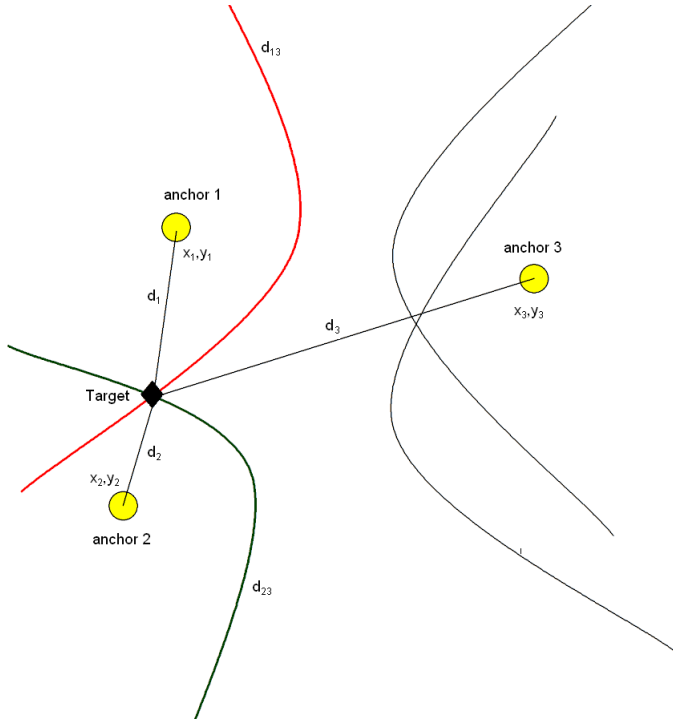 d₁₃
anchor 1
x₁,y₁
anchor 3
d₁
x₃,y₃
d₃
Target
d₂
x₂,y₂
anchor 2
d₂₃